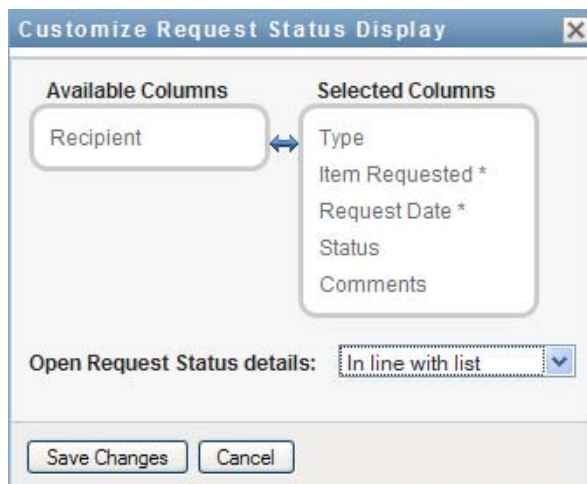 Customize Request Status Display
Available Columns
Selected Columns
Recipient
Type
Item Requested *
Request Date *
Status
Comments
Open Request Status details: In line with list
Save Changes Cancel